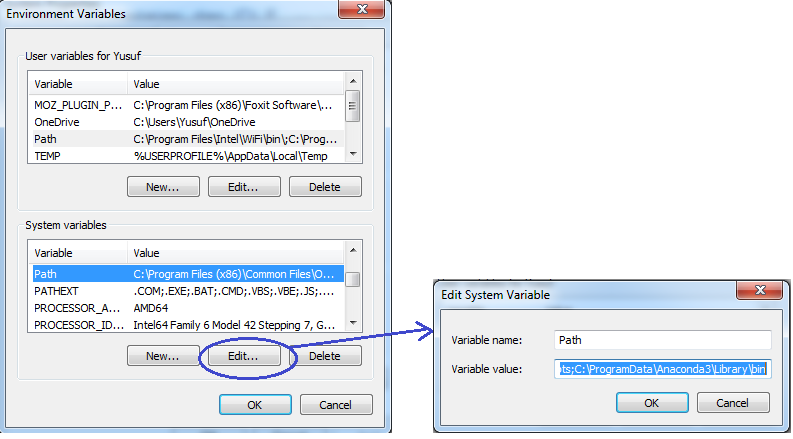 Environment Variables
User variables for Yusuf
Variable Value
MOZ_PLUGIN_P... C:\Program Files (x86)\Foxit Software\...
OneDrive C:\Users\Yusuf\OneDrive
Path C:\Program Files\Intel\WiFi\bin\;C:\Prog...
TEMP %USERPROFILE%\AppData\Local\Temp
New... Edit... Delete
System variables
Variable Value
Path C:\Program Files (x86)\Common Files\O...
PATHEXT .COM;.EXE;.BAT;.CMD;.VBS;.VBE;.JS;....
PROCESSOR_A... AMD64
PROCESSOR_ID... Intel64 Family 6 Model 42 Stepping 7, G...
New... Edit... Delete
OK Cancel
Edit System Variable
Variable name: Path
Variable value: ots;C:\ProgramData\Anaconda3\Library\bin
OK Cancel